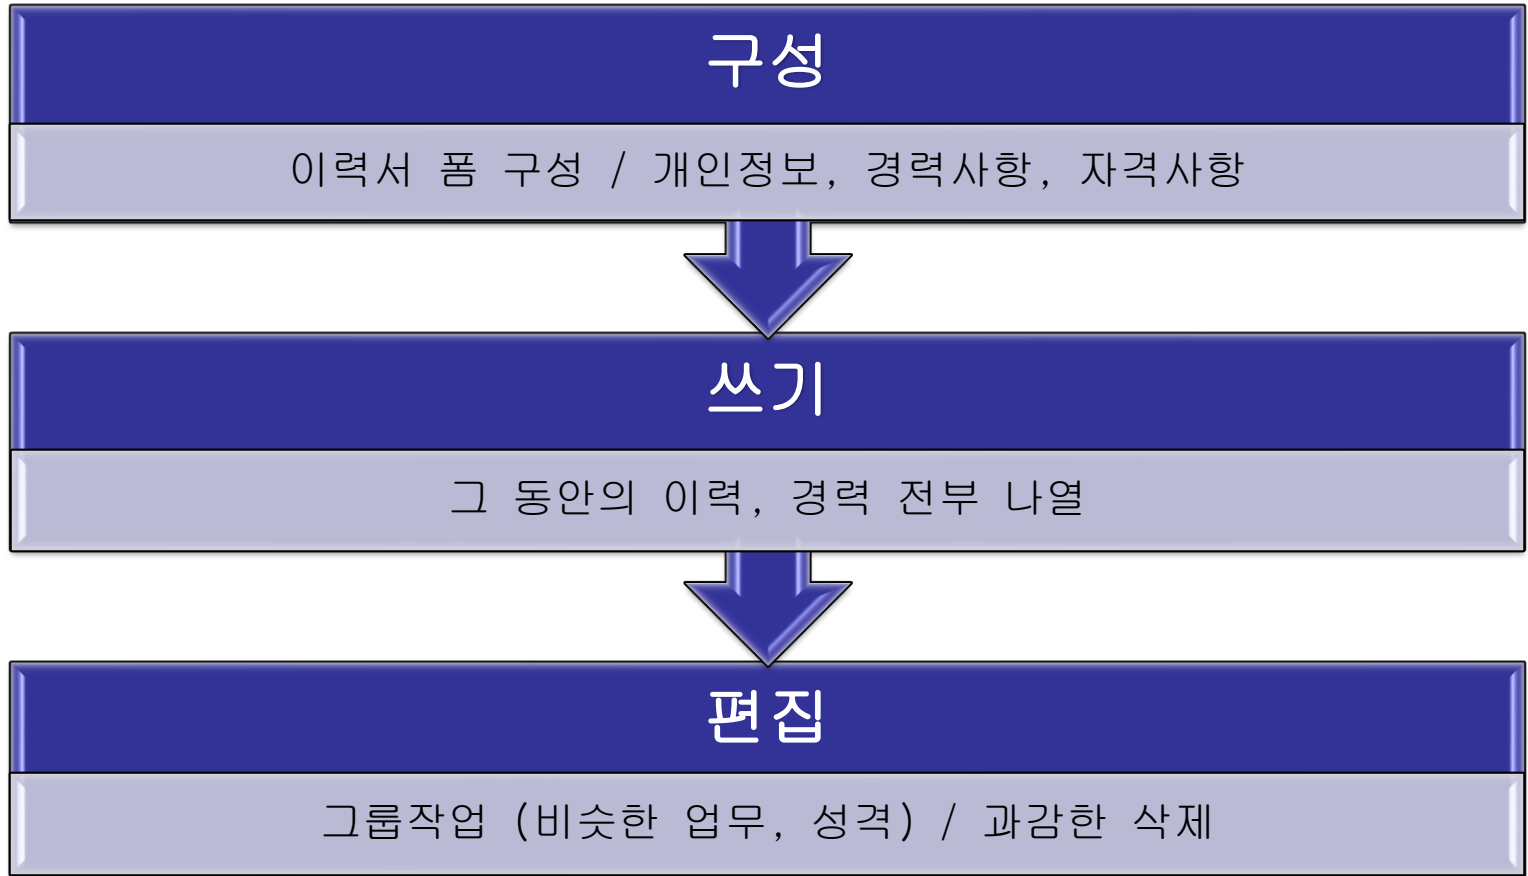 구성
이력서 폼 구성 / 개인정보, 경력사항, 자격사항
쓰기
그 동안의 이력, 경력 전부 나열
편집
그룹작업 (비슷한 업무, 성격) / 과감한 삭제